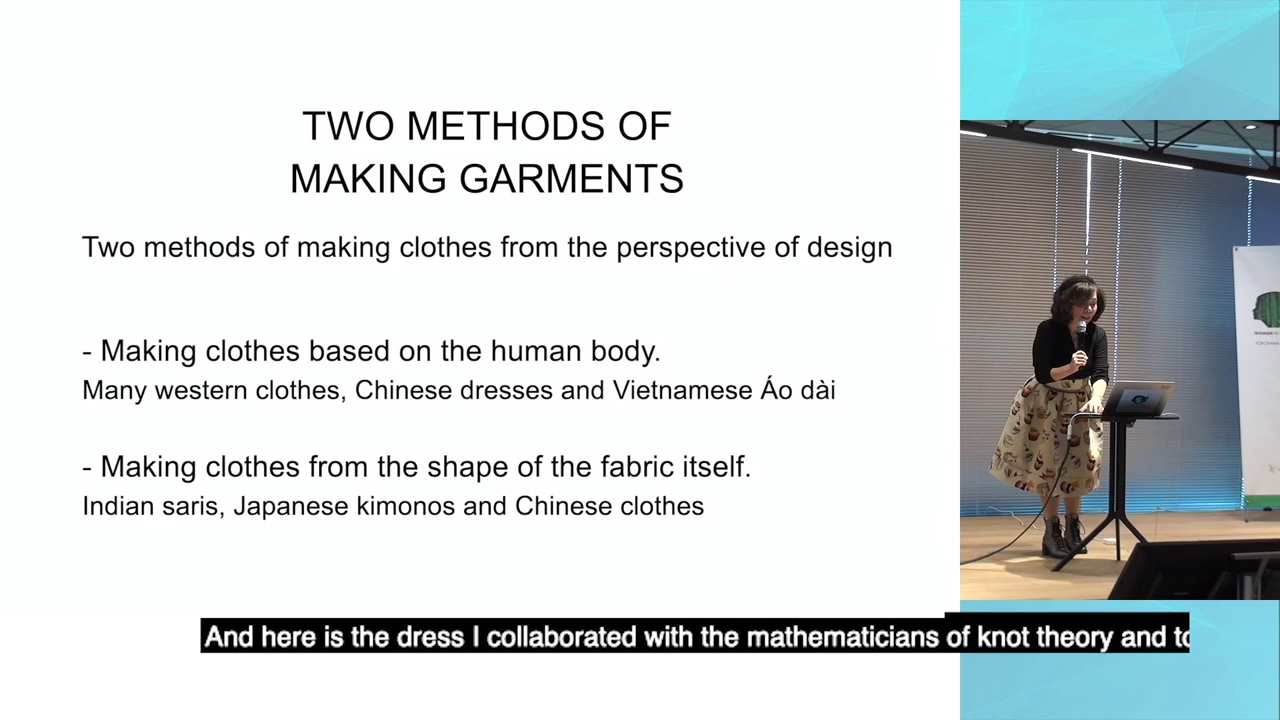 TWO METHODS OF
MAKING GARMENTS
Two methods of making clothes from the perspective of design
- Making clothes based on the human body.
Many western clothes, Chinese dresses and Vietnamese Áo dài
- Making clothes from the shape of the fabric itself.
Indian saris, Japanese kimonos and Chinese clothes
And here is the dress I collaborated with the mathematicians of knot theory and